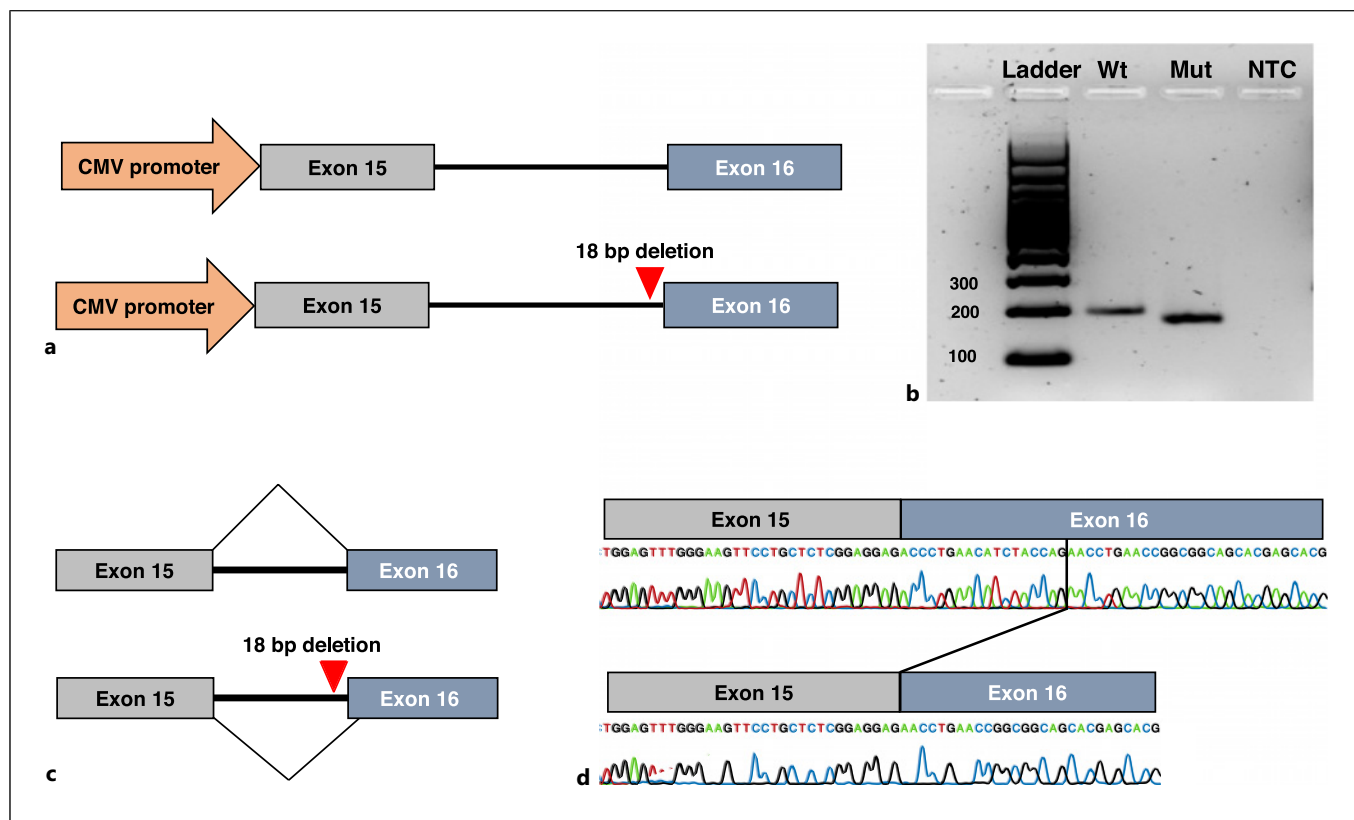 CMV promoter Exon 15 Exon 16
18 bp deletion
CMV promoter Exon 15 Exon 16
a
Ladder Wt Mut NTC
300
200
100
b
Exon 15 Exon 16
18 bp deletion
Exon 15 Exon 16
c
Exon 15 Exon 16
TGGAGTTTGGGAAGTTCCTGCTCTCGGAGGAGACCCTGAACATCTACCAGAACCTGAACCGGCGGCAGCACGAGCACG
Exon 15 Exon 16
TGGAGTTTGGGAAGTTCCTGCTCTCGGAGGAGAACCTGAACCGGCGGCAGCACGAGCACG
d